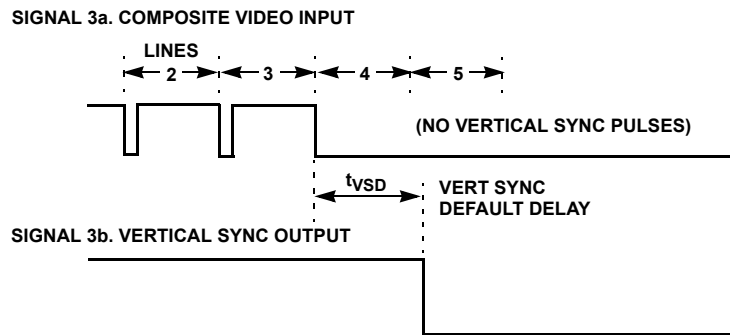 SIGNAL 3a. COMPOSITE VIDEO INPUT
LINES
2 3 4 5
(NO VERTICAL SYNC PULSES)
tVSD
VERT SYNC
DEFAULT DELAY
SIGNAL 3b. VERTICAL SYNC OUTPUT